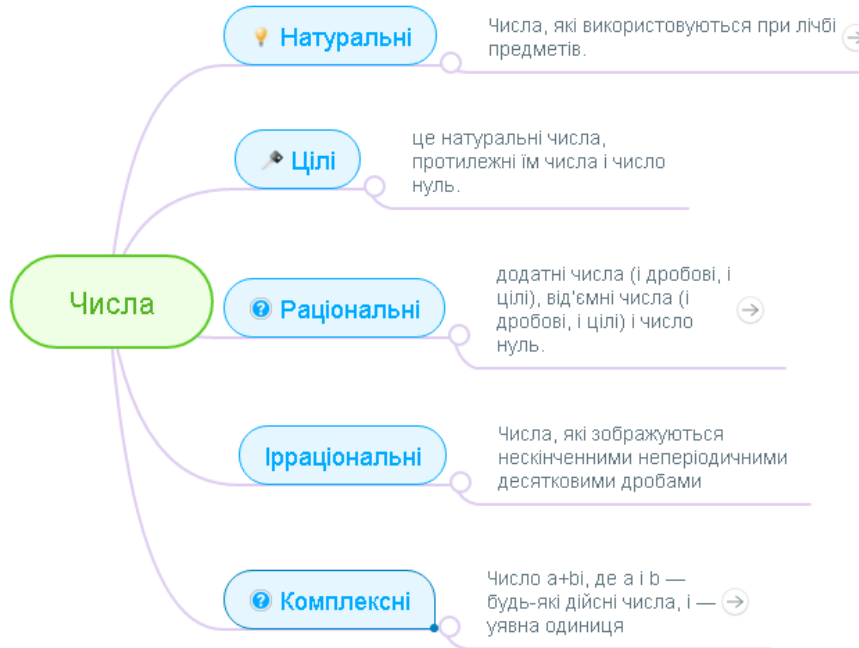 Числа
Натуральні
Числа, які використовуються при лічбі
предметів.
Цілі
це натуральні числа,
протилежні їм числа і число
нуль.
Раціональні
додатні числа (і дробові, і
цілі), від'ємні числа (і
дробові, і цілі) і число
нуль.
Ірраціональні
Числа, які зображуються
нескінченними неперіодичними
десятковими дробами
Комплексні
Число a+bi, де a і b —
будь-які дійсні числа, i —
уявна одиниця